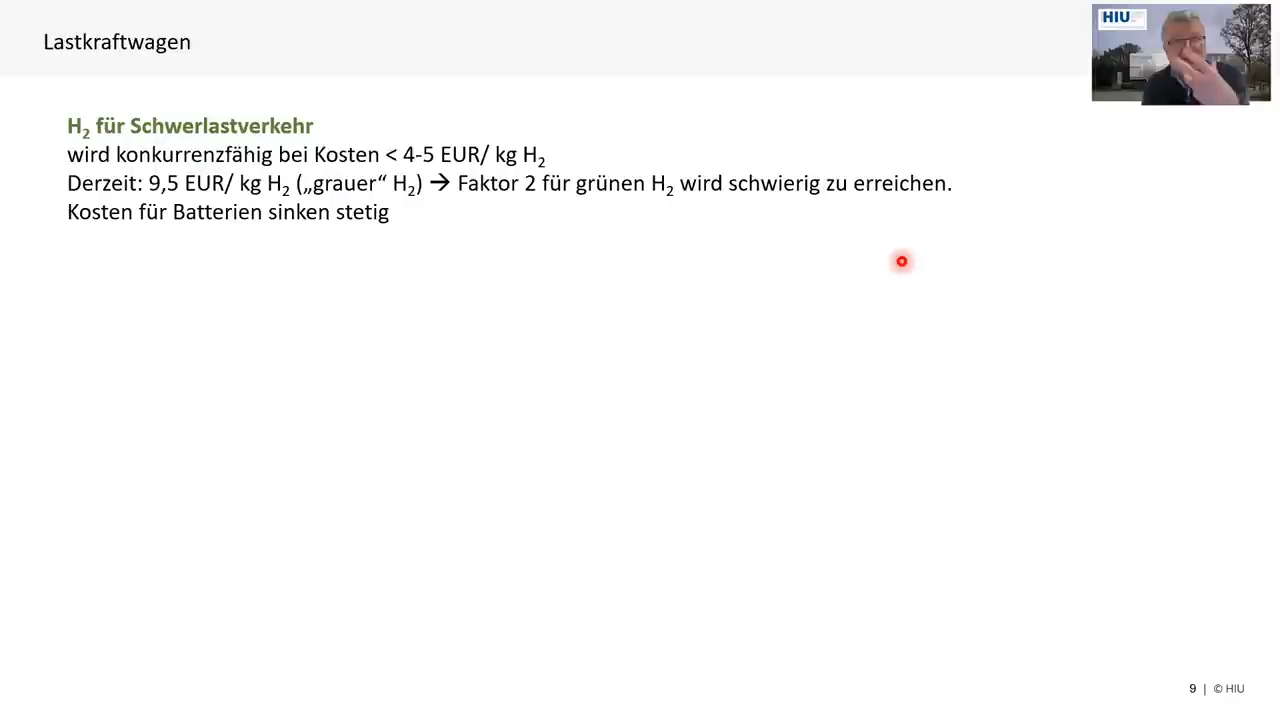 Lastkraftwagen
HIU
H₂ für Schwerlastverkehr
wird konkurrenzfähig bei Kosten < 4-5 EUR/ kg H₂
Derzeit: 9,5 EUR/ kg H₂ („grauer“ H₂) → Faktor 2 für grünen H₂ wird schwierig zu erreichen.
Kosten für Batterien sinken stetig
9 | © HIU